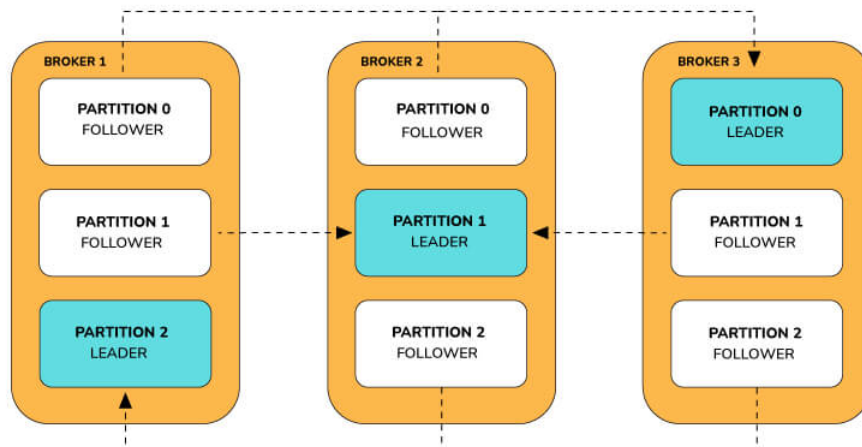 BROKER 1
PARTITION 0
FOLLOWER
PARTITION 1
FOLLOWER
PARTITION 2
LEADER
BROKER 2
PARTITION 0
FOLLOWER
PARTITION 1
LEADER
PARTITION 2
FOLLOWER
BROKER 3
PARTITION 0
LEADER
PARTITION 1
FOLLOWER
PARTITION 2
FOLLOWER